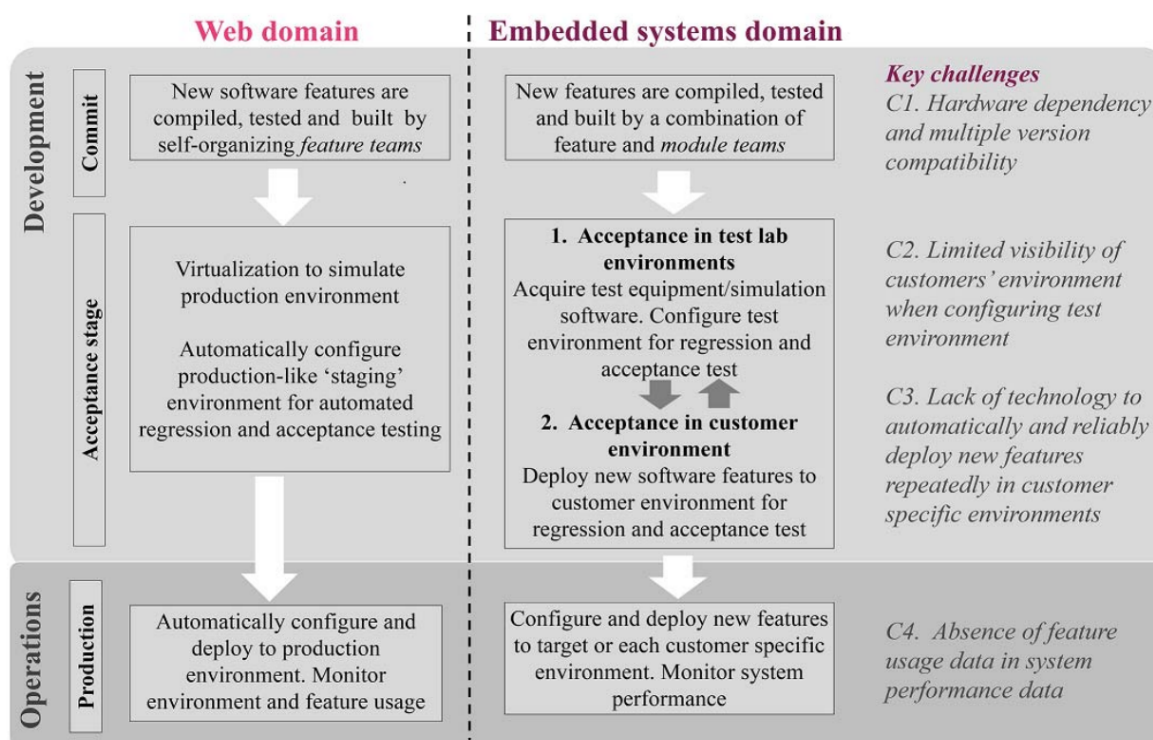 Web domain
Embedded systems domain
Development
Commit
New software features are
compiled, tested and built by
self-organizing feature teams
New features are compiled, tested
and built by a combination of
feature and module teams
Key challenges
C1. Hardware dependency
and multiple version
compatibility
Acceptance stage
Virtualization to simulate
production environment
Automatically configure
production-like ‘staging’
environment for automated
regression and acceptance testing
1. Acceptance in test lab
environments
Acquire test equipment/simulation
software. Configure test
environment for regression and
acceptance test
2. Acceptance in customer
environment
Deploy new software features to
customer environment for
regression and acceptance test
C2. Limited visibility of
customers’ environment
when configuring test
environment
C3. Lack of technology to
automatically and reliably
deploy new features
repeatedly in customer
specific environments
Operations
Production
Automatically configure and
deploy to production
environment. Monitor
environment and feature usage
Configure and deploy new features
to target or each customer specific
environment. Monitor system
performance
C4. Absence of feature
usage data in system
performance data